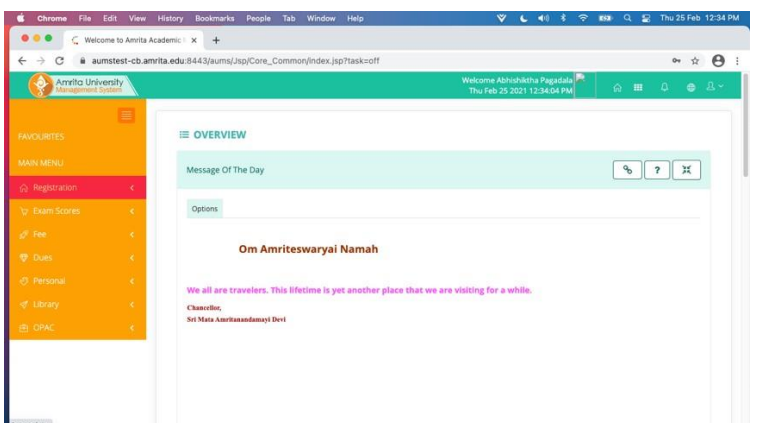 Chrome File Edit View History Bookmarks People Tab Window Help
Thu 25 Feb 12:34 PM
Welcome to Amrita Academic
aumstest-cb.amrita.edu:8443/aums/Jsp/Core_Common/index.jsp?task=off
Amrita University
Management System
Welcome Abhishiktha Pagadala
Thu Feb 25 2021 12:34:04 PM
FAVOURITES
MAIN MENU
Registration
Exam Scores
Fee
Dues
Personal
Library
OPAC
OVERVIEW
Message Of The Day
?
Options
Om Amriteswaryai Namah
We all are travelers. This lifetime is yet another place that we are visiting for a while.
Chancellor,
Sri Mata Amritanandamayi Devi